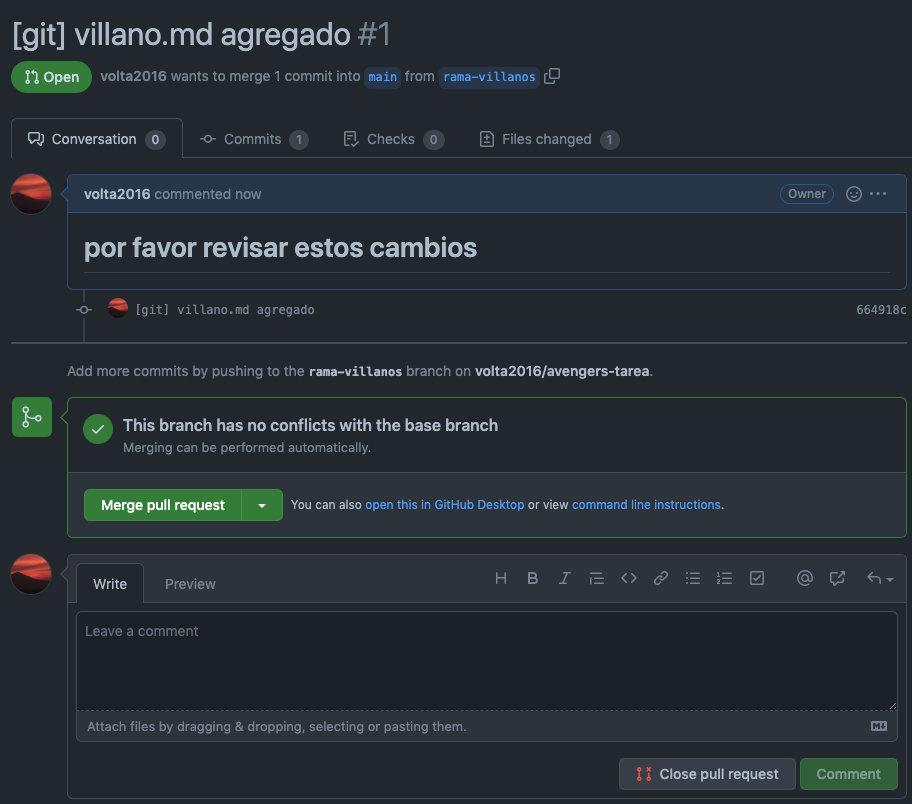 [git] villano.md agregado #1
Open volta2016 wants to merge 1 commit into main from rama-villanos
Conversation 0 Commits 1 Checks 0 Files changed 1
volta2016 commented now Owner
por favor revisar estos cambios
[git] villano.md agregado 664918c
Add more commits by pushing to the rama-villanos branch on volta2016/avengers-tarea.
This branch has no conflicts with the base branch
Merging can be performed automatically.
Merge pull request You can also open this in GitHub Desktop or view command line instructions.
Write Preview
Leave a comment
Attach files by dragging & dropping, selecting or pasting them.
Close pull request Comment